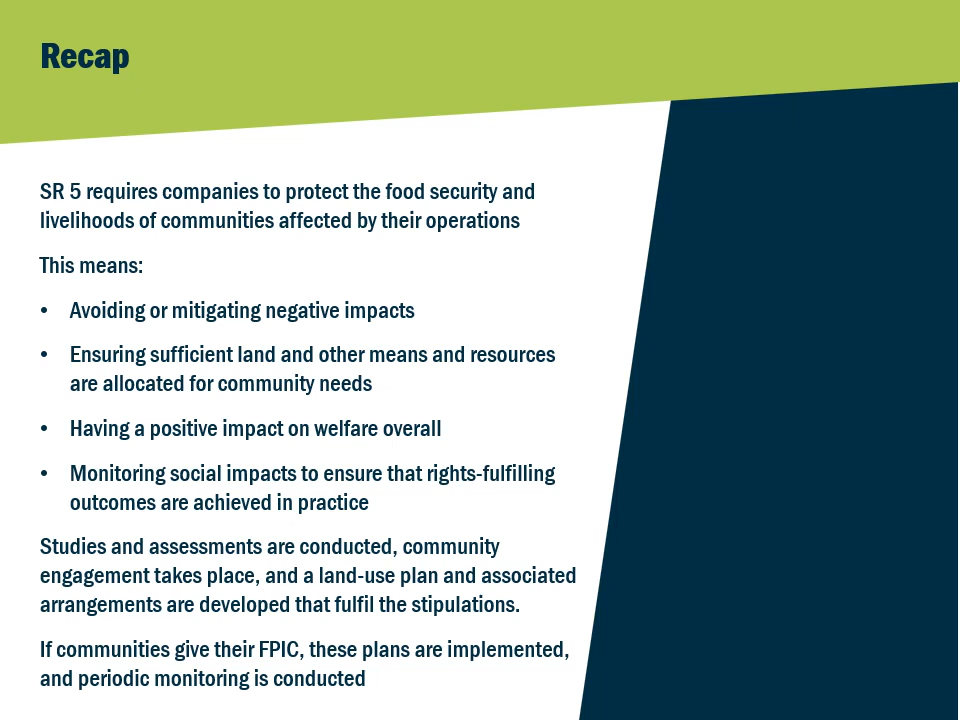 Recap
SR 5 requires companies to protect the food security and
livelihoods of communities affected by their operations
This means:
• Avoiding or mitigating negative impacts
• Ensuring sufficient land and other means and resources
are allocated for community needs
• Having a positive impact on welfare overall
• Monitoring social impacts to ensure that rights-fulfilling
outcomes are achieved in practice
Studies and assessments are conducted, community
engagement takes place, and a land-use plan and associated
arrangements are developed that fulfil the stipulations.
If communities give their FPIC, these plans are implemented,
and periodic monitoring is conducted